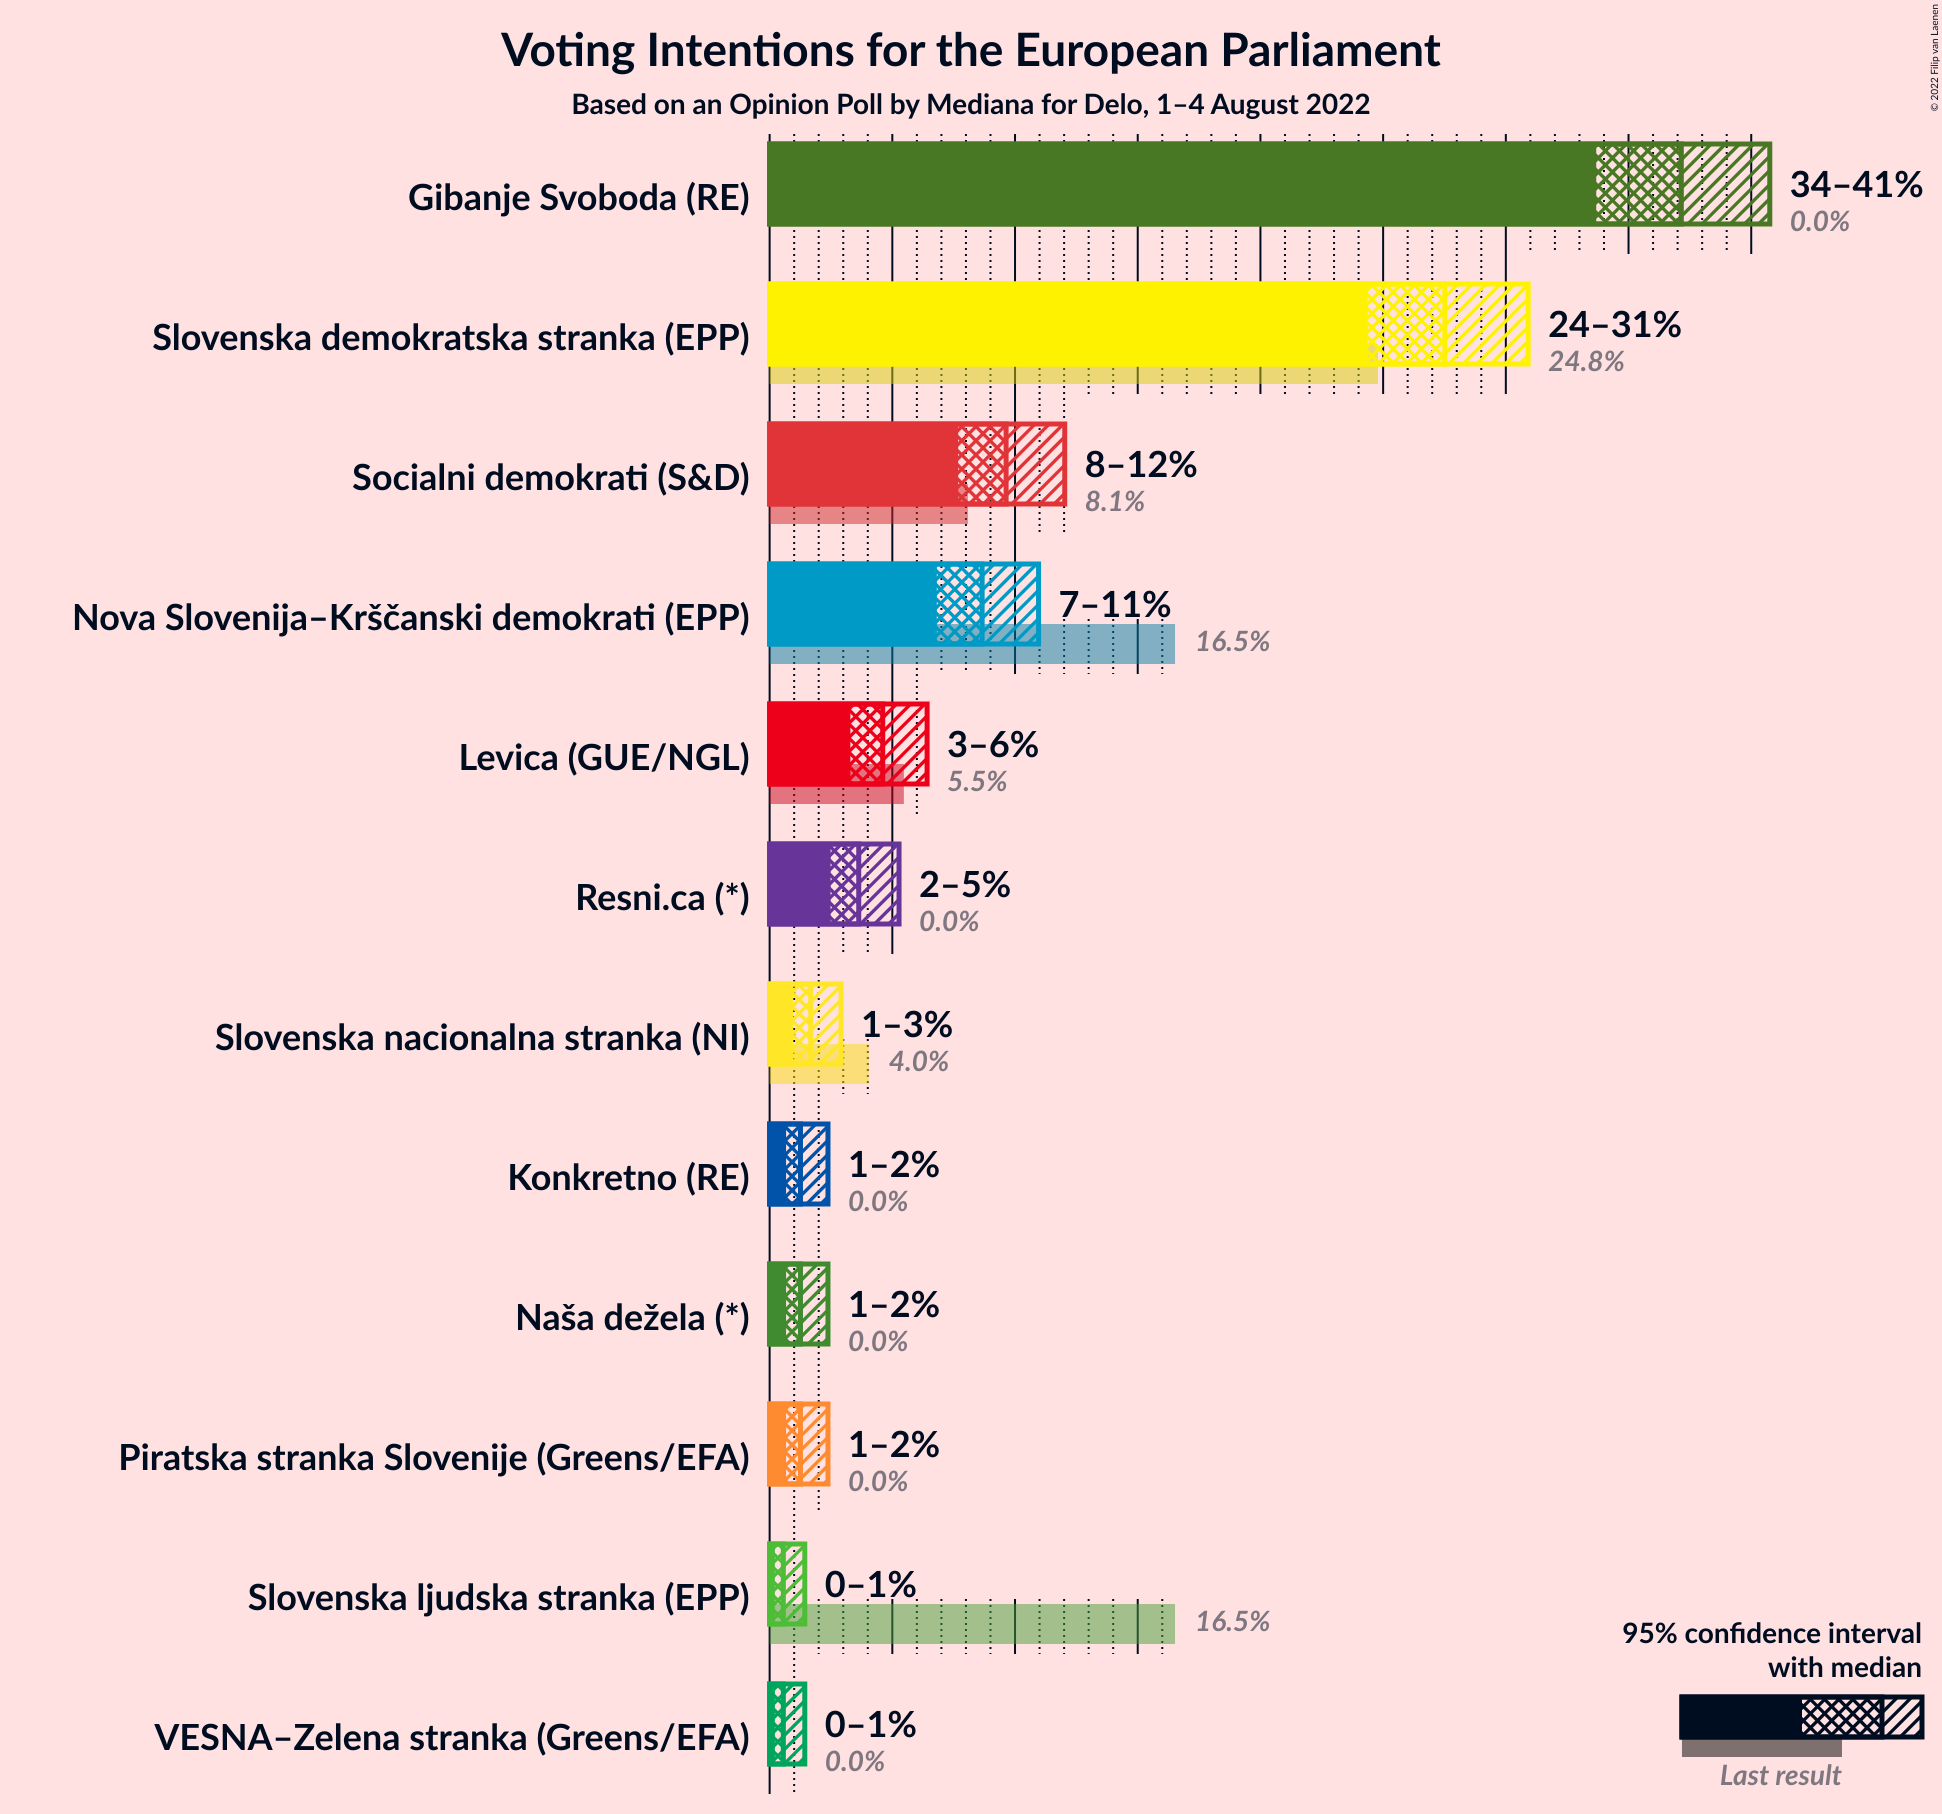 © 2022 Filip van Laenen
Voting Intentions for the European Parliament
Based on an Opinion Poll by Mediana for Delo, 1–4 August 2022
Gibanje Svoboda (RE)
34–41%
0.0%
Slovenska demokratska stranka (EPP)
24–31%
24.8%
Socialni demokrati (S&D)
8–12%
8.1%
Nova Slovenija–Krščanski demokrati (EPP)
7–11%
16.5%
Levica (GUE/NGL)
3–6%
5.5%
Resni.ca (*)
2–5%
0.0%
Slovenska nacionalna stranka (NI)
1–3%
4.0%
Konkretno (RE)
1–2%
0.0%
Naša dežela (*)
1–2%
0.0%
Piratska stranka Slovenije (Greens/EFA)
1–2%
0.0%
Slovenska ljudska stranka (EPP)
0–1%
16.5%
VESNA–Zelena stranka (Greens/EFA)
0–1%
0.0%
95% confidence interval
with median
Last result